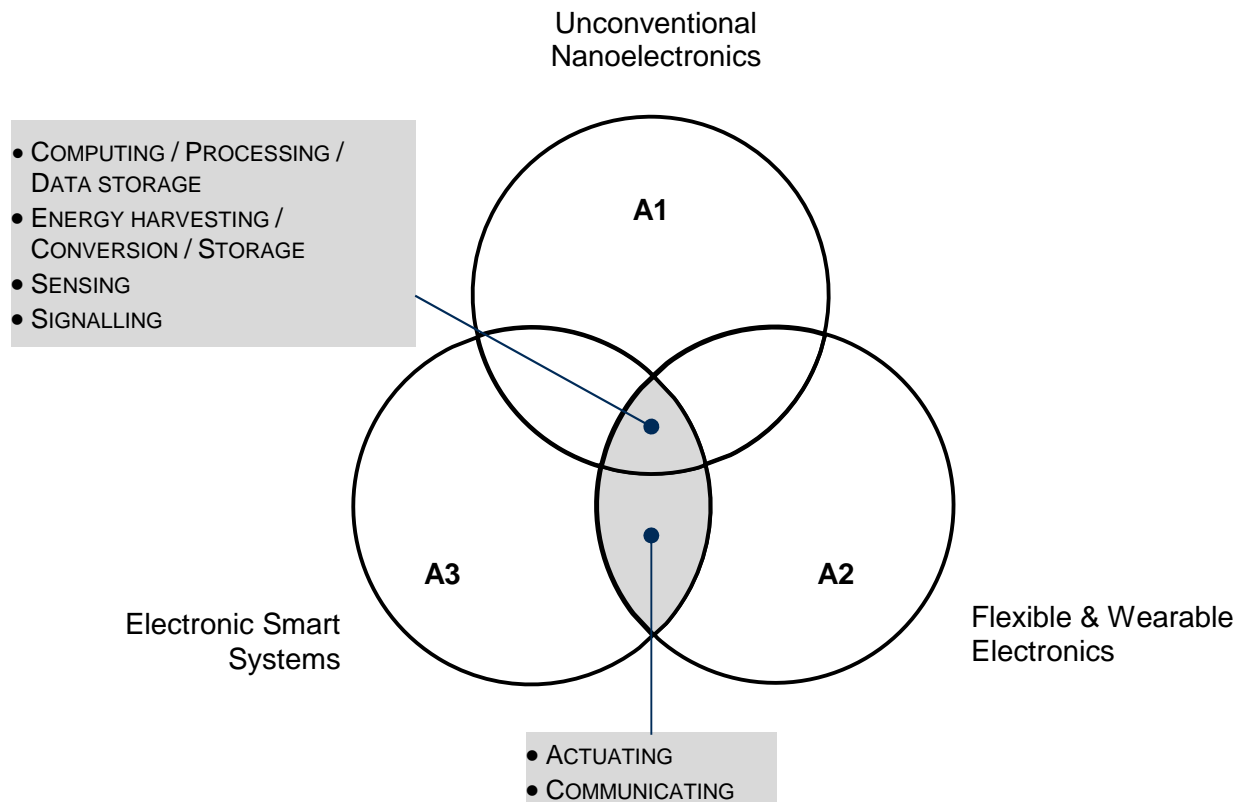 Unconventional
Nanoelectronics
• COMPUTING / PROCESSING /
DATA STORAGE
• ENERGY HARVESTING /
CONVERSION / STORAGE
• SENSING
• SIGNALLING
A1
A3
A2
Electronic Smart
Systems
Flexible & Wearable
Electronics
• ACTUATING
• COMMUNICATING